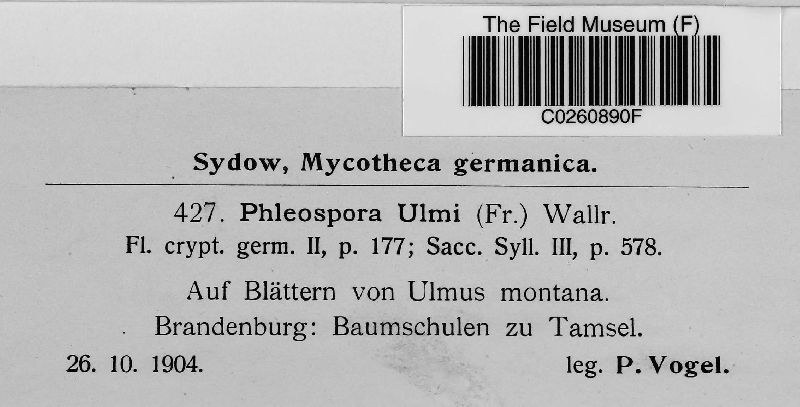 The Field Museum (F)
C0260890F
Sydow, Mycotheca germanica.
427. Phleospora Ulmi (Fr.) Wallr.
Fl. crypt. germ. II, p. 177; Sacc. Syll. III, p. 578.
Auf Blättern von Ulmus montana.
Brandenburg: Baumschulen zu Tamsel.
26. 10. 1904. leg. P. Vogel.